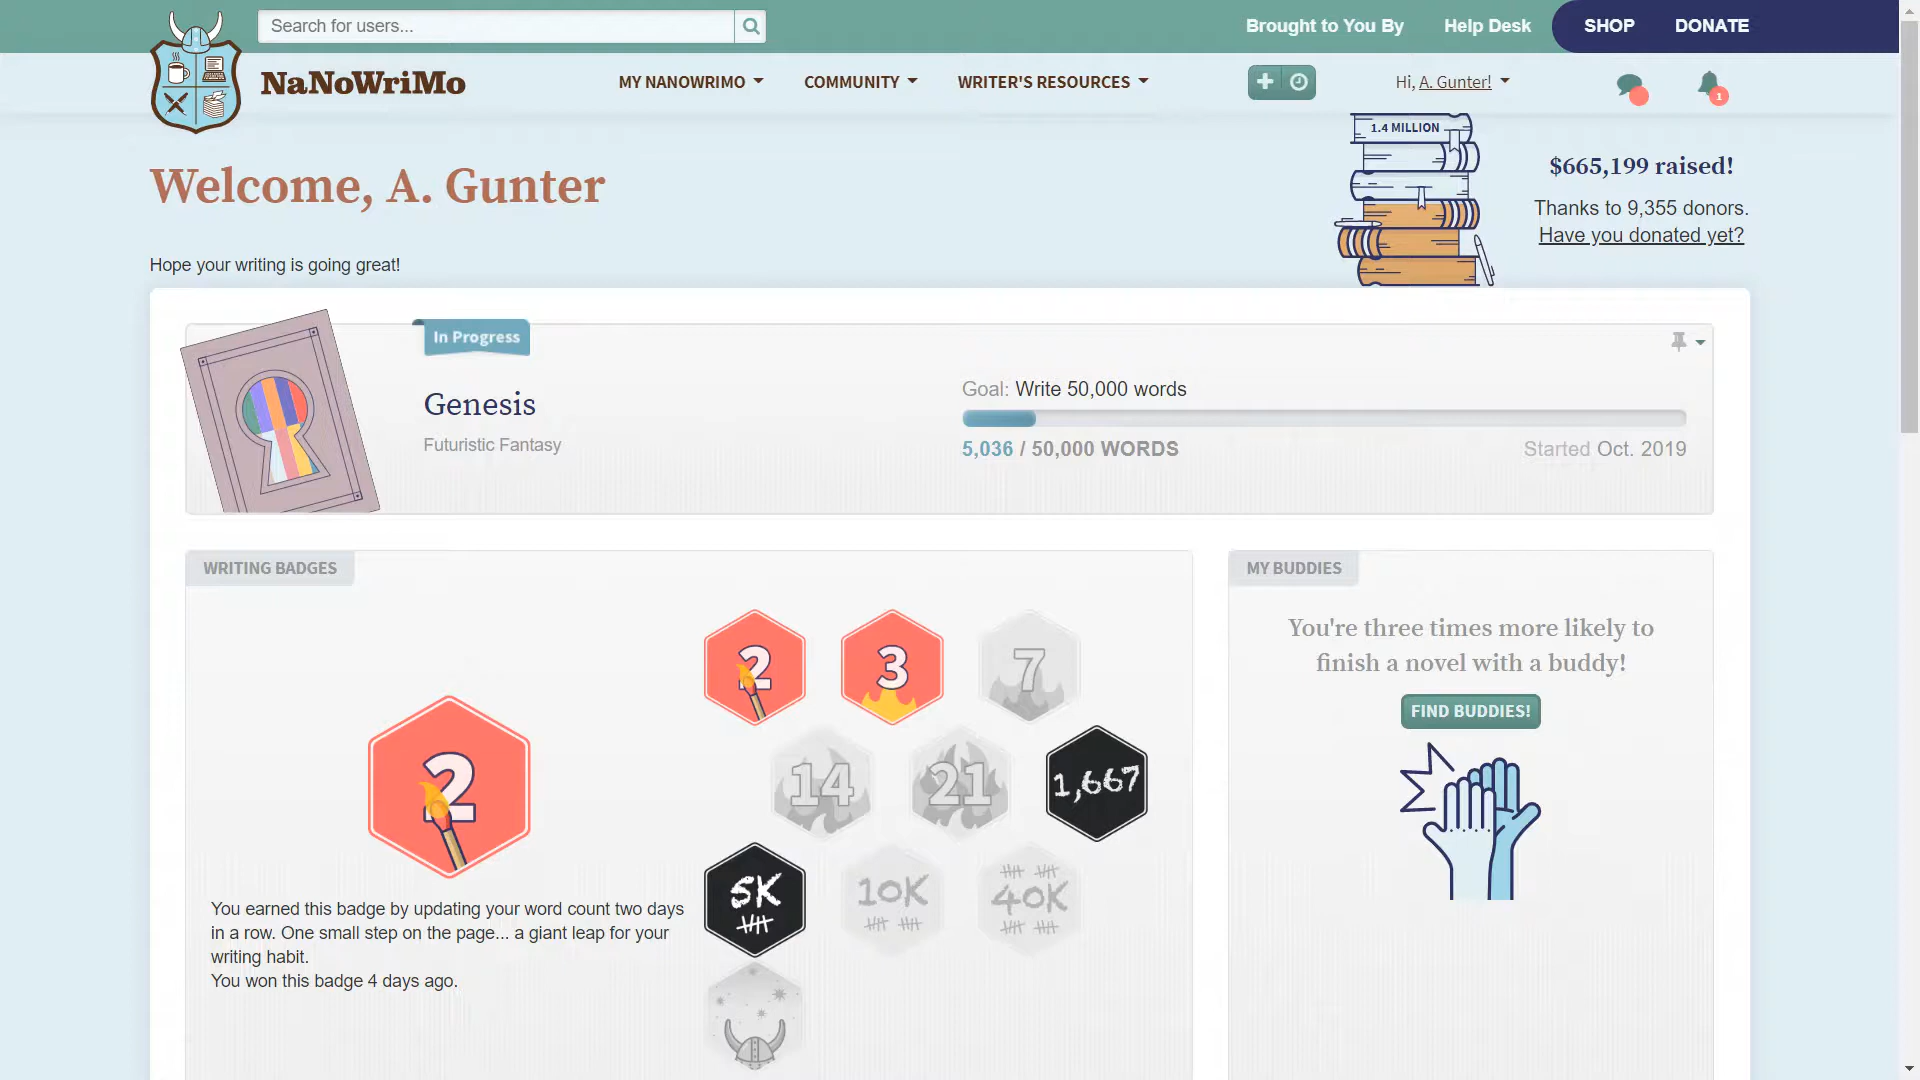 Search for users...
Brought to You By
Help Desk
SHOP
DONATE
NaNoWriMo
MY NANOWRIMO
COMMUNITY
WRITER'S RESOURCES
Hi, A. Gunter!
1
Welcome, A. Gunter
Hope your writing is going great!
1.4 MILLION
$665,199 raised!
Thanks to 9,355 donors.
Have you donated yet?
In Progress
Genesis
Futuristic Fantasy
Goal: Write 50,000 words
5,036 / 50,000 WORDS
Started Oct. 2019
WRITING BADGES
2
You earned this badge by updating your word count two days
in a row. One small step on the page... a giant leap for your
writing habit.
You won this badge 4 days ago.
2
3
7
14
21
1,667
5K
10K
40K
MY BUDDIES
You're three times more likely to
finish a novel with a buddy!
FIND BUDDIES!